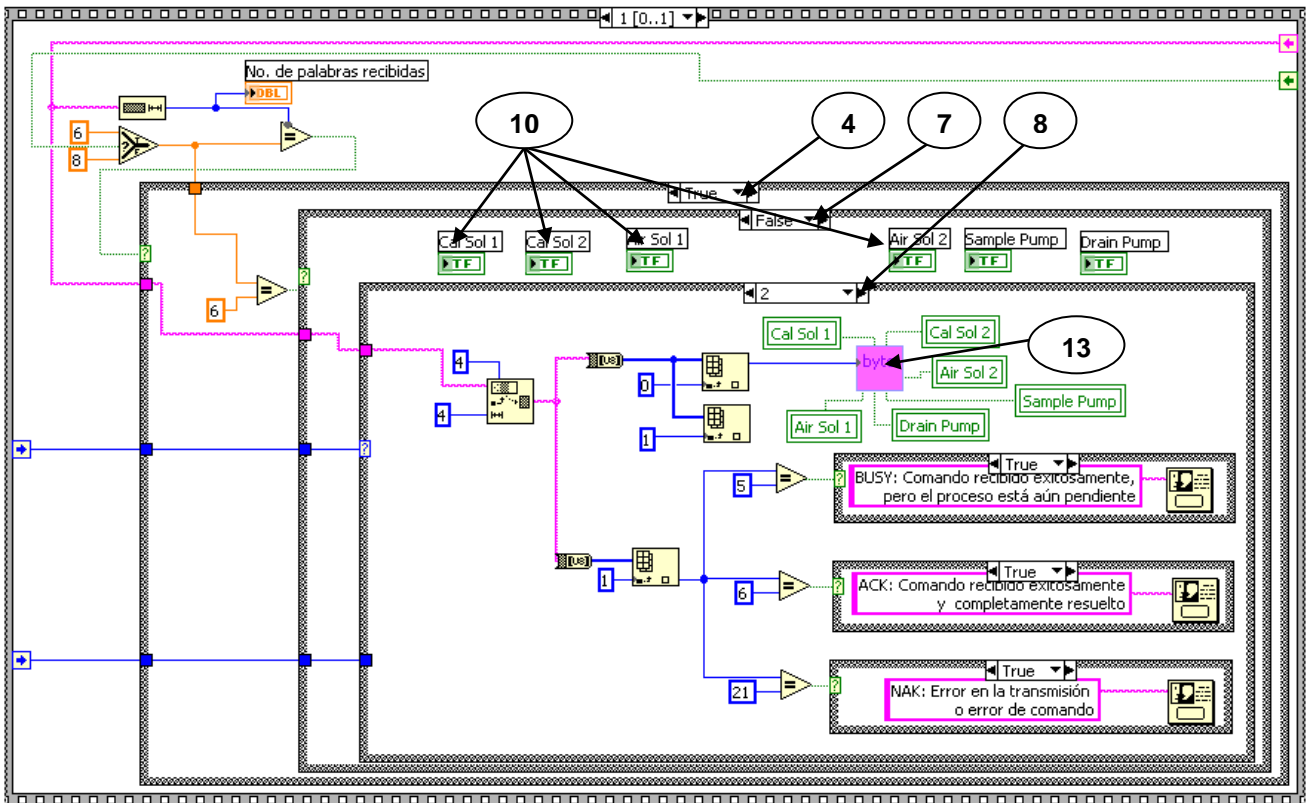 1 [0..1]
No. de palabras recibidas
DBL
6
8
?
=
10
4
7
8
True
False
?
?
=
6
Cal Sol 1
TF
Cal Sol 2
TF
Air Sol 1
TF
Air Sol 2
TF
Sample Pump
TF
Drain Pump
TF
2
4
4
[U8]
0
1
byte
Cal Sol 1
Cal Sol 2
Air Sol 2
Sample Pump
Drain Pump
Air Sol 1
13
?
[U8]
1
5
=
?
True
BUSY: Comando recibido exitosamente,
pero el proceso está aún pendiente
6
=
?
True
ACK: Comando recibido exitosamente
y completamente resuelto
21
=
?
True
NAK: Error en la transmisión
o error de comando